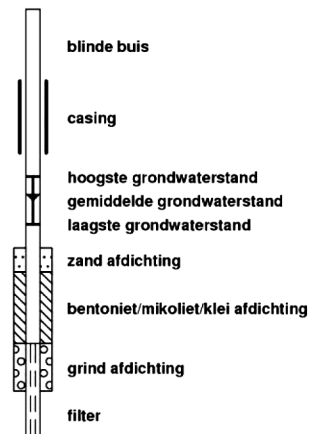 blinde buis
casing
hoogste grondwaterstand
gemiddelde grondwaterstand
laagste grondwaterstand
zand afdichting
bentoniet/mikoliet/klei afdichting
grind afdichting
filter